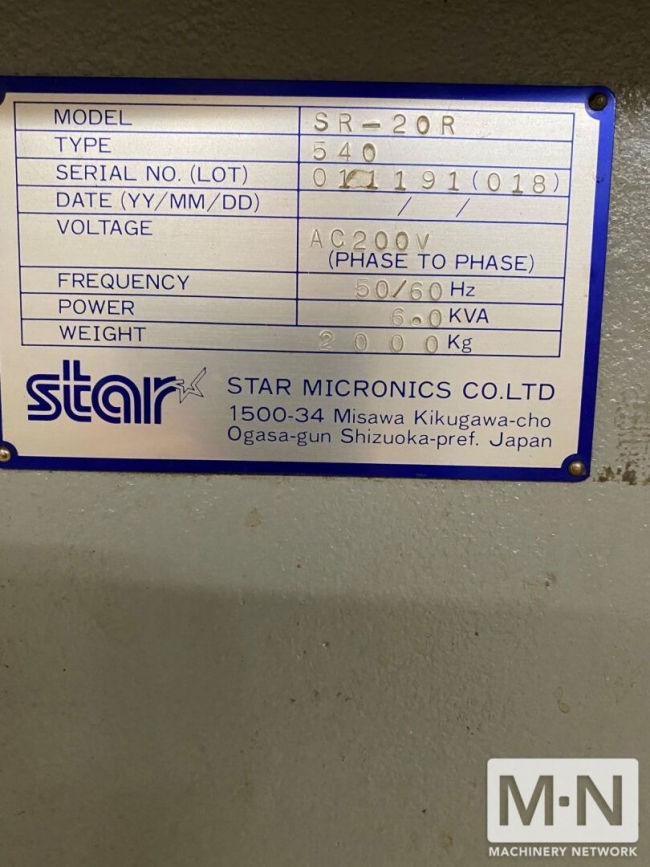 MODEL SR-20R
TYPE 540
SERIAL NO. (LOT) 011191(018)
DATE (YY/MM/DD) / /
VOLTAGE AC200V
(PHASE TO PHASE)
FREQUENCY 50/60 Hz
POWER 6.0 KVA
WEIGHT 2000 Kg
star STAR MICRONICS CO.LTD
1500-34 Misawa Kikugawa-cho
Ogasa-gun Shizuoka-pref. Japan
M·N
MACHINERY NETWORK